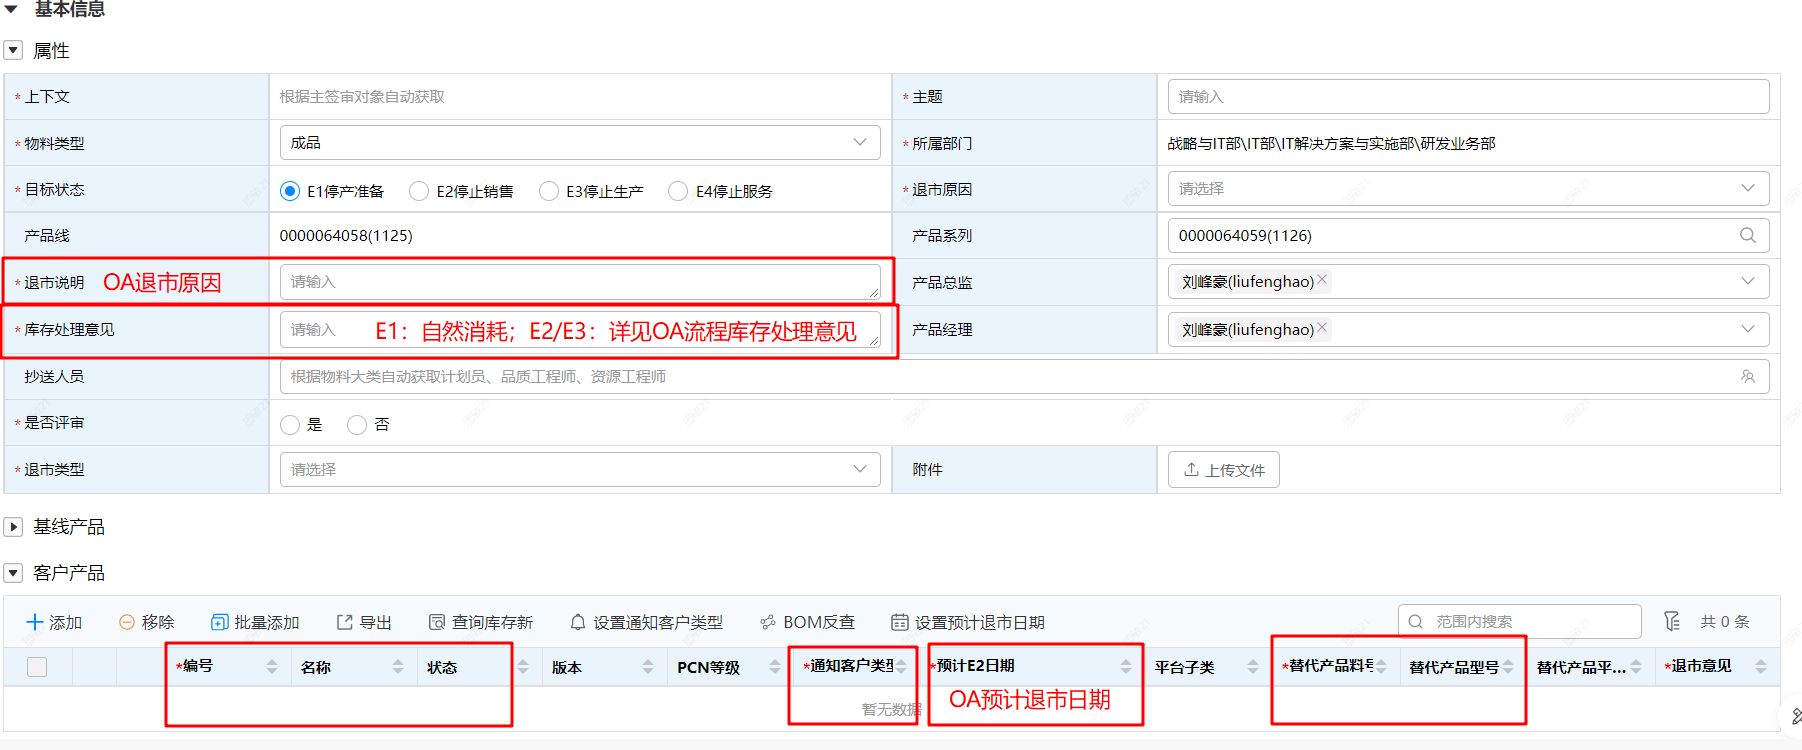 基本信息
属性
*上下文 根据主签审对象自动获取 *主题 请输入
*物料类型 成品 *所属部门 战略与IT部\IT部\IT解决方案与实施部\研发业务部
*目标状态 E1停产准备 E2停止销售 E3停止生产 E4停止服务 *退市原因 请选择
产品线 0000064058(1125) 产品系列 0000064059(1126)
*退市说明 OA退市原因 请输入 产品总监 刘峰豪(liufenghao)×
*库存处理意见 请输入 E1：自然消耗；E2/E3：详见OA流程库存处理意见 产品经理 刘峰豪(liufenghao)×
抄送人员 根据物料大类自动获取计划员、品质工程师、资源工程师
*是否评审 是 否
*退市类型 请选择 附件 上传文件
基线产品
客户产品
添加 移除 批量添加 导出 查询库存新 设置通知客户类型 BOM反查 设置预计退市日期 范围内搜索 共 0 条
*编号 名称 状态 版本 PCN等级 *通知客户类型 *预计E2日期 平台子类 *替代产品料号 替代产品型号 替代产品平... *退市意见
OA预计退市日期
暂无数据